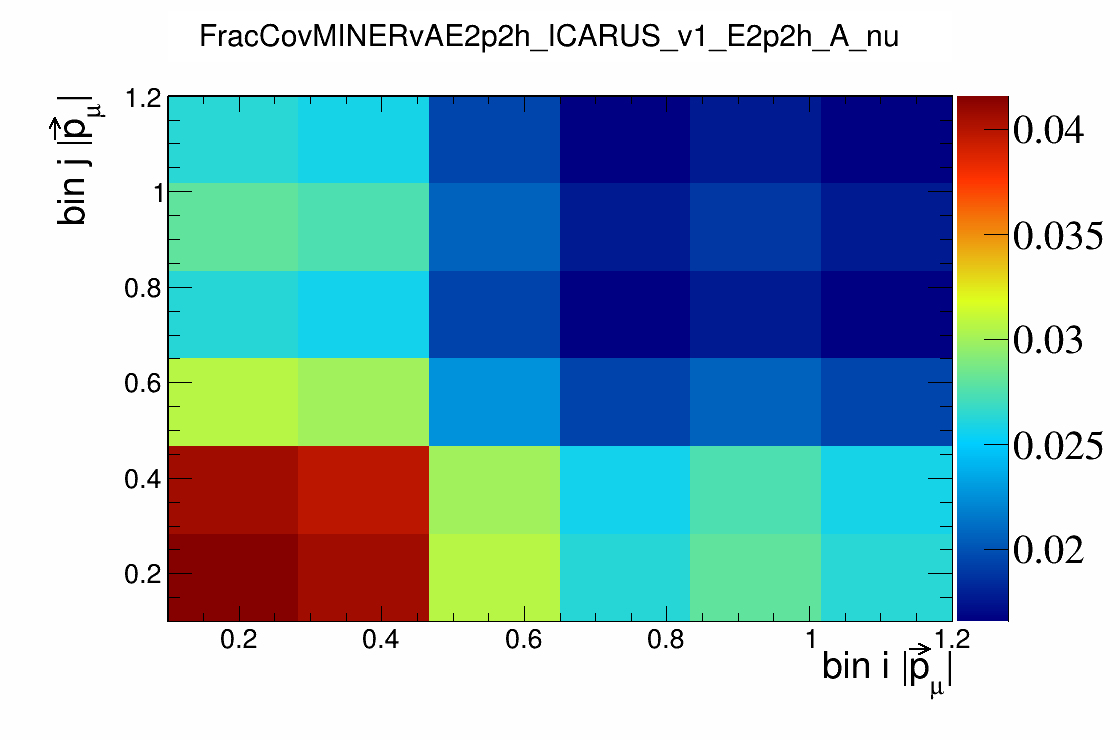 FracCovMINERvAE2p2h_ICARUS_v1_E2p2h_A_nu
bin j |p⃗μ|
1.2
1
0.8
0.6
0.4
0.2
0.2 0.4 0.6 0.8 1 1.2
bin i |p⃗μ|
0.04
0.035
0.03
0.025
0.02